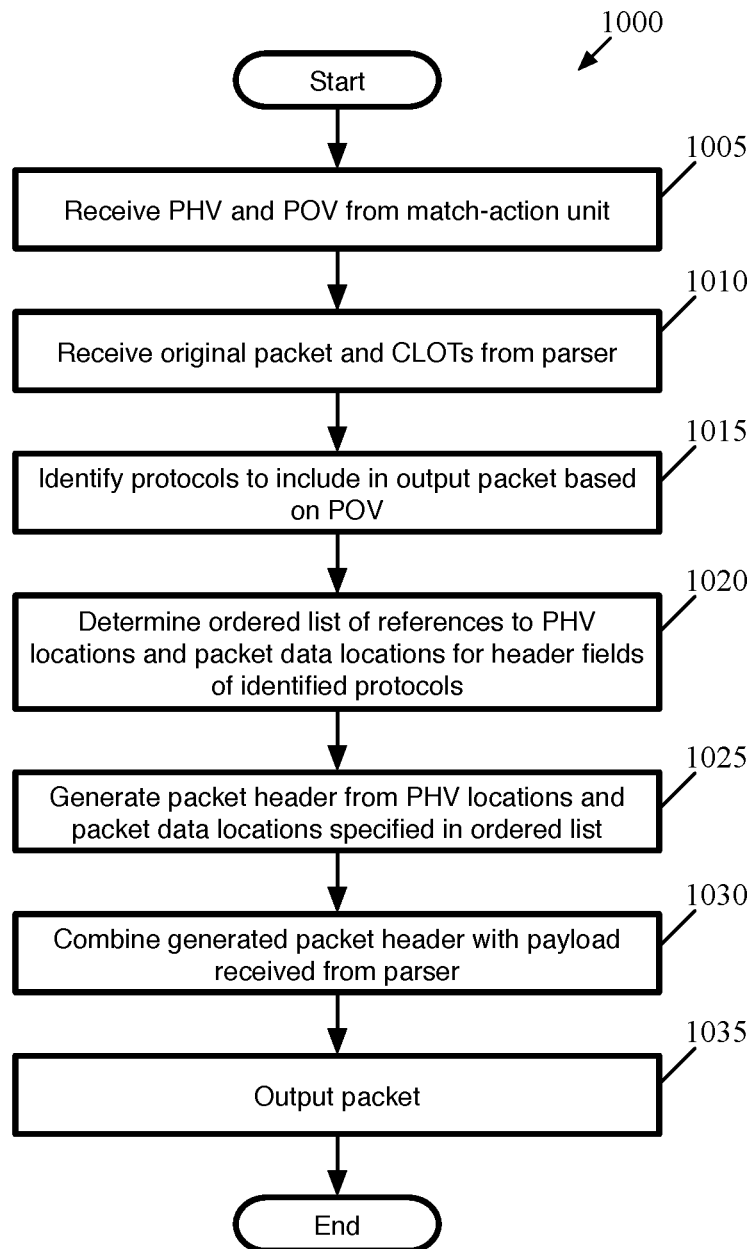 1000
Start
1005
Receive PHV and POV from match-action unit
1010
Receive original packet and CLOTs from parser
1015
Identify protocols to include in output packet based
on POV
1020
Determine ordered list of references to PHV
locations and packet data locations for header fields
of identified protocols
1025
Generate packet header from PHV locations and
packet data locations specified in ordered list
1030
Combine generated packet header with payload
received from parser
1035
Output packet
End